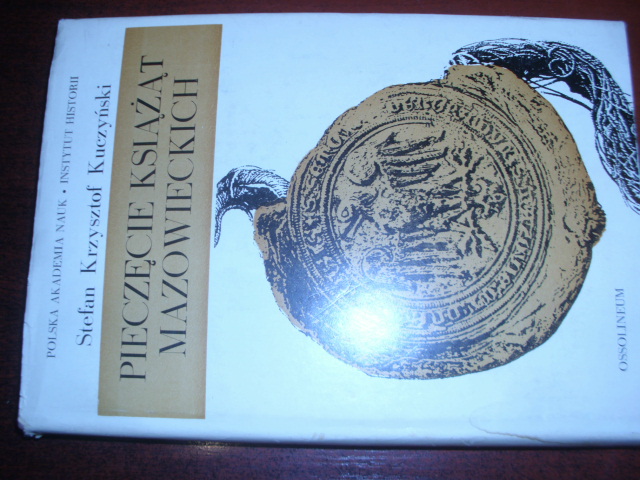 POLSKA AKADEMIA NAUK · INSTYTUT HISTORII
Stefan Krzysztof Kuczyński
PIECZĘCIE KSIĄŻĄT
MAZOWIECKICH
OSSOLINEUM